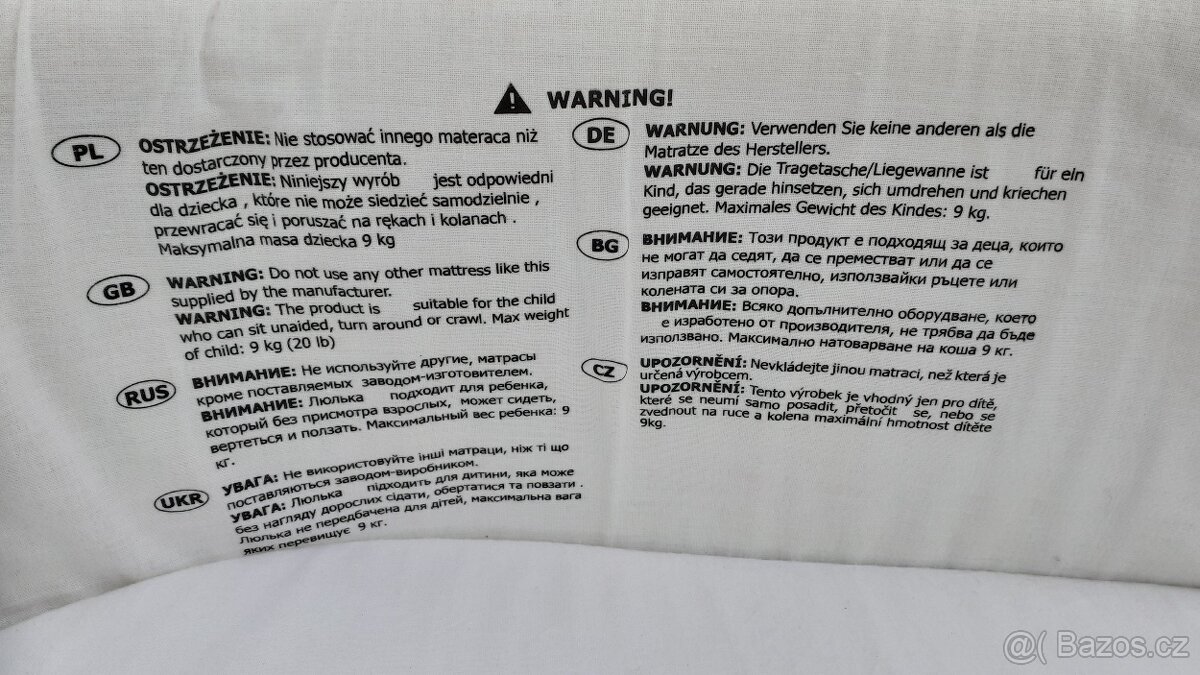 WARNING!
PL
OSTRZEŻENIE: Nie stosować innego materaca niż
ten dostarczony przez producenta.
OSTRZEŻENIE: Niniejszy wyrób jest odpowiedni
dla dziecka , które nie może siedzieć samodzielnie ,
przewracać się i poruszać na rękach i kolanach .
Maksymalna masa dziecka 9 kg
GB
WARNING: Do not use any other mattress like this
supplied by the manufacturer.
WARNING: The product is suitable for the child
who can sit unaided, turn around or crawl. Max weight
of child: 9 kg (20 lb)
RUS
ВНИМАНИЕ: Не используйте другие, матрасы
кроме поставляемых заводом-изготовителем.
ВНИМАНИЕ: Люлька подходит для ребенка,
который без присмотра взрослых, может сидеть,
вертеться и ползать. Максимальный вес ребенка: 9
кг.
UKR
УВАГА: Не використовуйте інші матраци, ніж ті що
поставляються заводом-виробником.
УВАГА: Люлька підходить для дитини, яка може
без нагляду дорослих сідати, обертатися та повзати .
Люлька не передбачена для дітей, максимальна вага
яких перевищує 9 кг.
DE
WARNUNG: Verwenden Sie keine anderen als die
Matratze des Herstellers.
WARNUNG: Die Tragetasche/Liegewanne ist für ein
Kind, das gerade hinsetzen, sich umdrehen und kriechen
geeignet. Maximales Gewicht des Kindes: 9 kg.
BG
ВНИМАНИЕ: Този продукт е подходящ за деца, които
не могат да седят, да се преместват или да се
изправят самостоятелно, използвайки ръцете или
колената си за опора.
ВНИМАНИЕ: Всяко допълнително оборудване, което
е изработено от производителя, не трябва да бъде
използвано. Максимално натоварване на коша 9 кг.
CZ
UPOZORNĚNÍ: Nevkládejte jinou matraci, než která je
určená výrobcem.
UPOZORNĚNÍ: Tento výrobek je vhodný jen pro dítě,
které se neumí samo posadit, přetočit se, nebo se
zvednout na ruce a kolena maximální hmotnost dítěte
9kg.
Bazos.cz